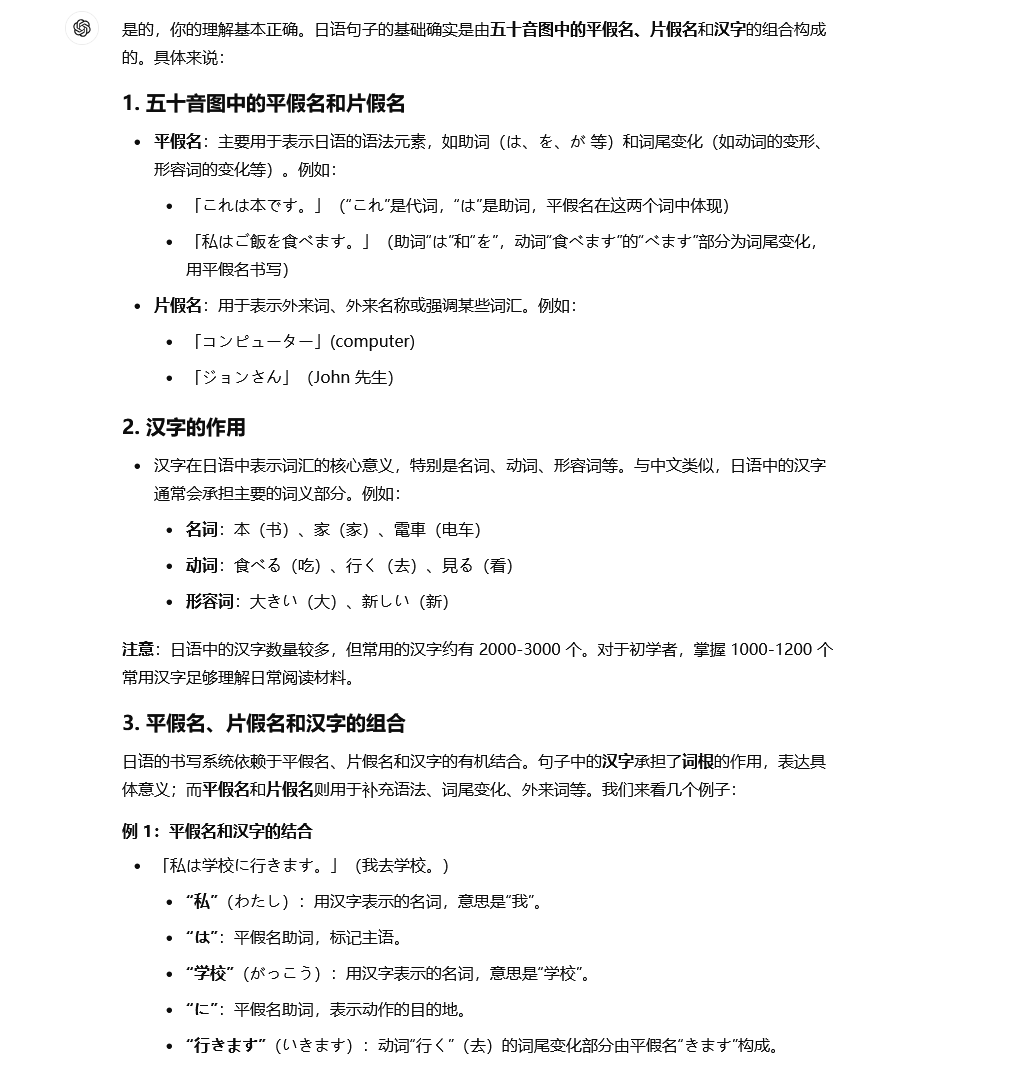 是的，你的理解基本正确。日语句子的基础确实是由五十音图中的平假名、片假名和汉字的组合构成
的。具体来说：
1. 五十音图中的平假名和片假名
• 平假名：主要用于表示日语的语法元素，如助词（は、を、が 等）和词尾变化（如动词的变形、
形容词的变化等）。例如：
• 「これは本です。」（“これ”是代词，“は”是助词，平假名在这两个词中体现）
• 「私はご飯を食べます。」（助词“は”和“を”，动词“食べます”的“べます”部分为词尾变化，
用平假名书写）
• 片假名：用于表示外来词、外来名称或强调某些词汇。例如：
• 「コンピューター」(computer)
• 「ジョンさん」（John 先生）
2. 汉字的作用
• 汉字在日语中表示词汇的核心意义，特别是名词、动词、形容词等。与中文类似，日语中的汉字
通常会承担主要的词义部分。例如：
• 名词：本（书）、家（家）、電車（电车）
• 动词：食べる（吃）、行く（去）、見る（看）
• 形容词：大きい（大）、新しい（新）
注意：日语中的汉字数量较多，但常用的汉字约有 2000-3000 个。对于初学者，掌握 1000-1200 个
常用汉字足够理解日常阅读材料。
3. 平假名、片假名和汉字的组合
日语的书写系统依赖于平假名、片假名和汉字的有机结合。句子中的汉字承担了词根的作用，表达具
体意义；而平假名和片假名则用于补充语法、词尾变化、外来词等。我们来看几个例子：
例 1：平假名和汉字的结合
• 「私は学校に行きます。」（我去学校。）
• “私”（わたし）：用汉字表示的名词，意思是“我”。
• “は”：平假名助词，标记主语。
• “学校”（がっこう）：用汉字表示的名词，意思是“学校”。
• “に”：平假名助词，表示动作的目的地。
• “行きます”（いきます）：动词“行く”（去）的词尾变化部分由平假名“きます”构成。